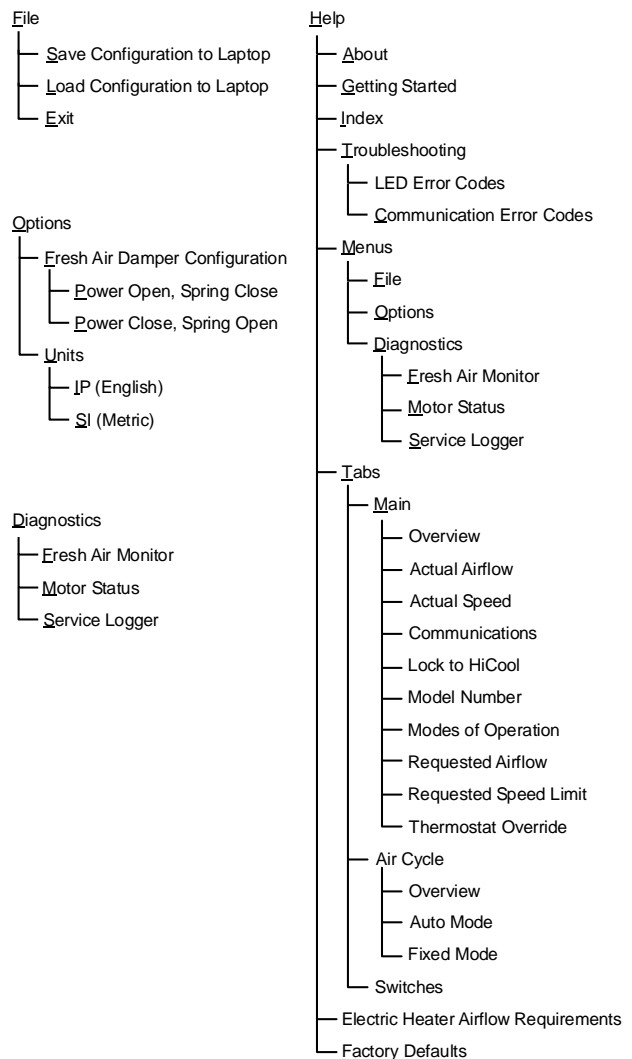 File
Save Configuration to Laptop
Load Configuration to Laptop
Exit
Options
Fresh Air Damper Configuration
Power Open, Spring Close
Power Close, Spring Open
Units
IP (English)
SI (Metric)
Diagnostics
Fresh Air Monitor
Motor Status
Service Logger
Help
About
Getting Started
Index
Troubleshooting
LED Error Codes
Communication Error Codes
Menus
File
Options
Diagnostics
Fresh Air Monitor
Motor Status
Service Logger
Tabs
Main
Overview
Actual Airflow
Actual Speed
Communications
Lock to HiCool
Model Number
Modes of Operation
Requested Airflow
Requested Speed Limit
Thermostat Override
Air Cycle
Overview
Auto Mode
Fixed Mode
Switches
Electric Heater Airflow Requirements
Factory Defaults